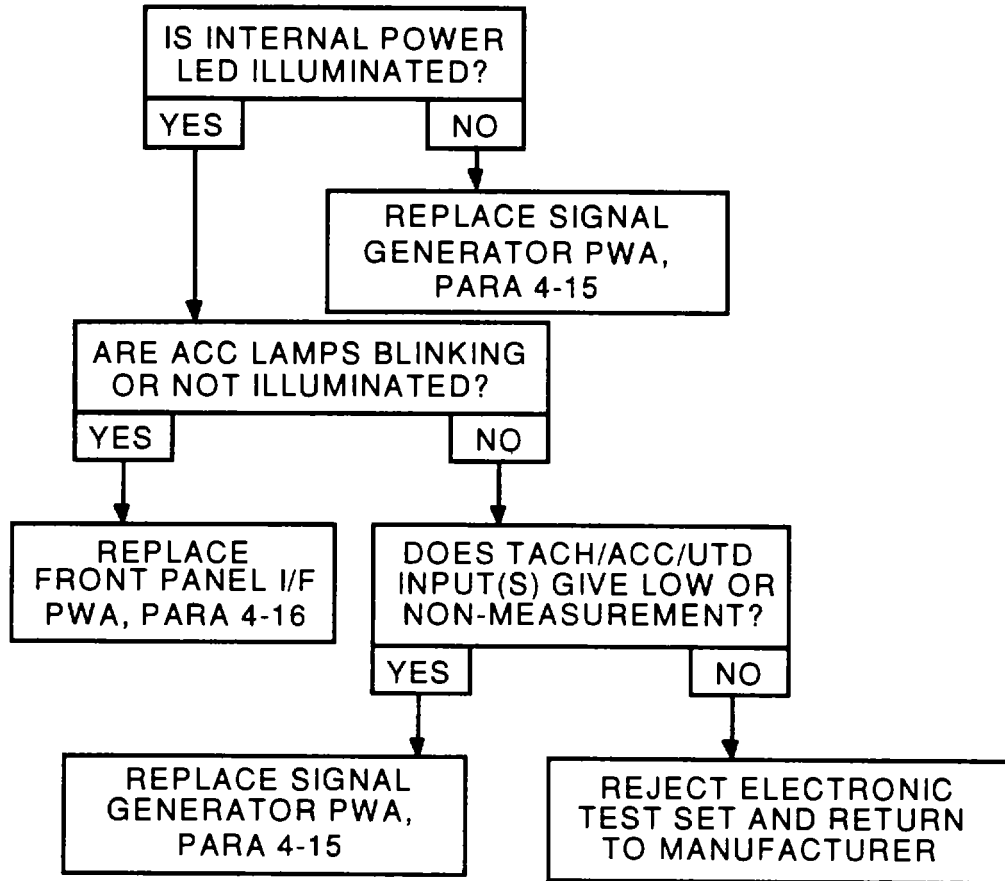 IS INTERNAL POWER
LED ILLUMINATED?
YES
NO
REPLACE SIGNAL
GENERATOR PWA,
PARA 4-15
ARE ACC LAMPS BLINKING
OR NOT ILLUMINATED?
YES
NO
REPLACE
FRONT PANEL I/F
PWA, PARA 4-16
DOES TACH/ACC/UTD
INPUT(S) GIVE LOW OR
NON-MEASUREMENT?
YES
NO
REPLACE SIGNAL
GENERATOR PWA,
PARA 4-15
REJECT ELECTRONIC
TEST SET AND RETURN
TO MANUFACTURER